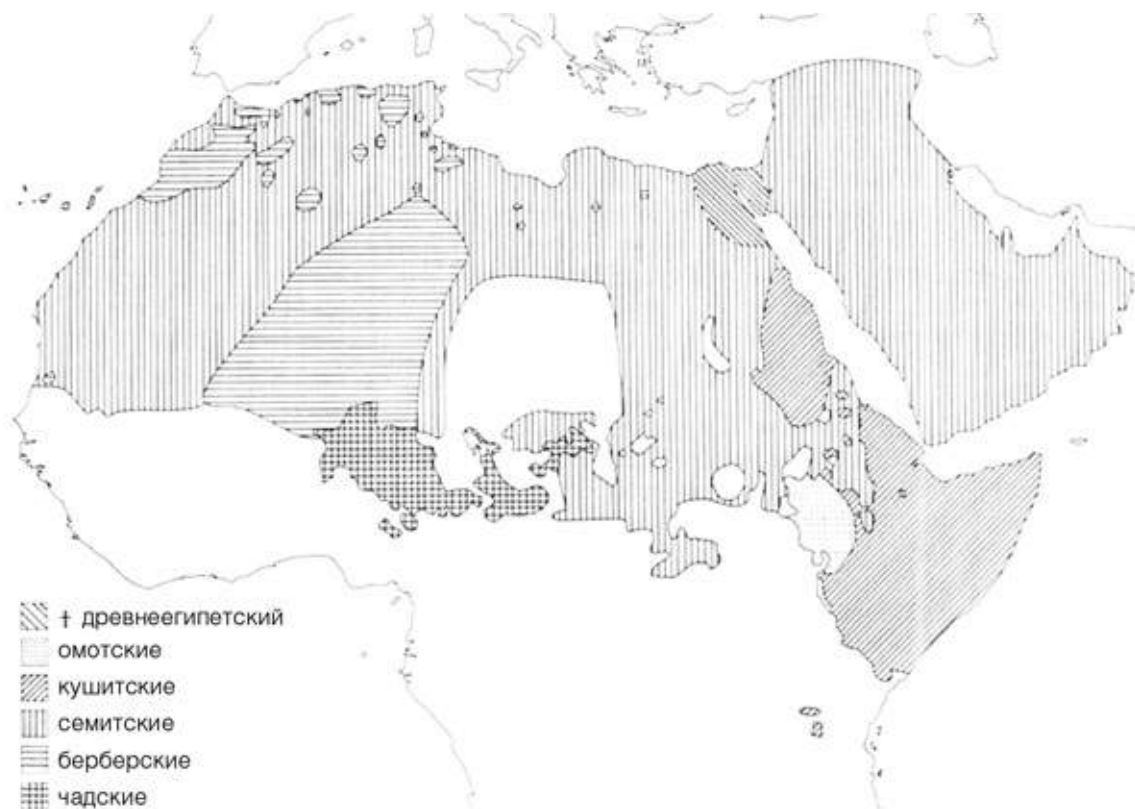 † древнеегипетский
омотские
кушитские
семитские
берберские
чадские